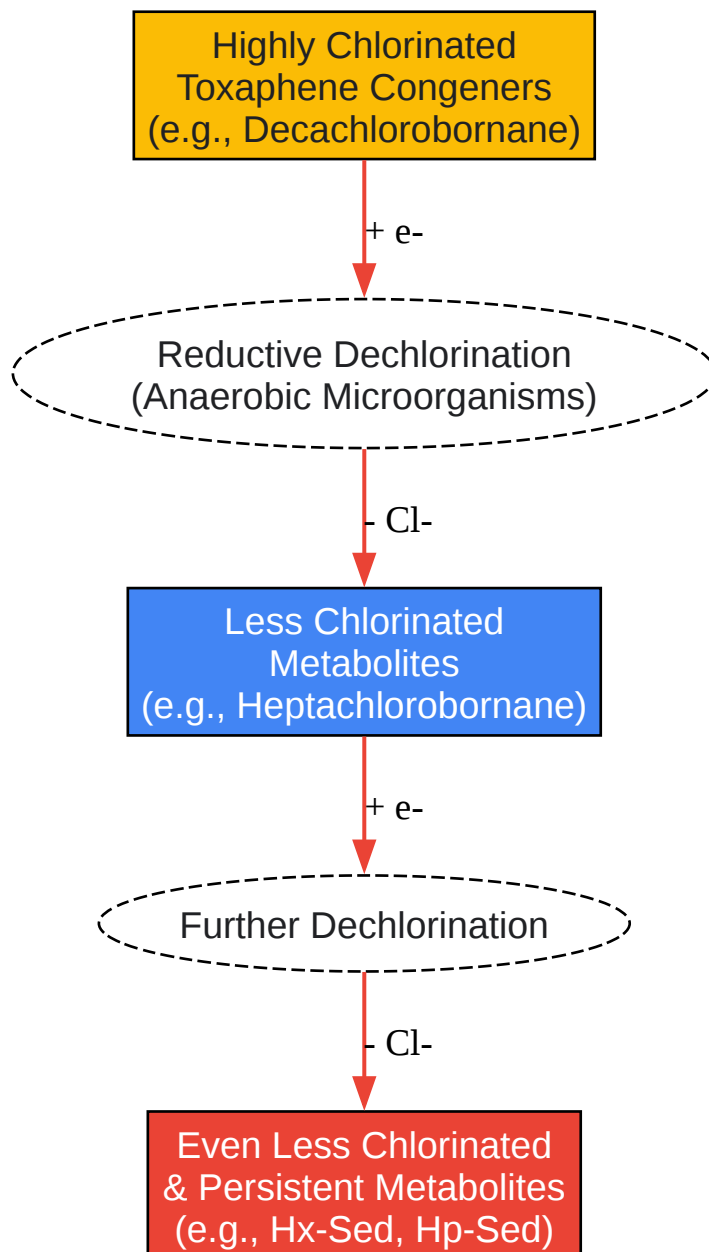 Highly Chlorinated
Toxaphene Congeners
(e.g., Decachlorobornane)
+ e-
Reductive Dechlorination
(Anaerobic Microorganisms)
- Cl-
Less Chlorinated
Metabolites
(e.g., Heptachlorobornane)
+ e-
Further Dechlorination
- Cl-
Even Less Chlorinated
& Persistent Metabolites
(e.g., Hx-Sed, Hp-Sed)